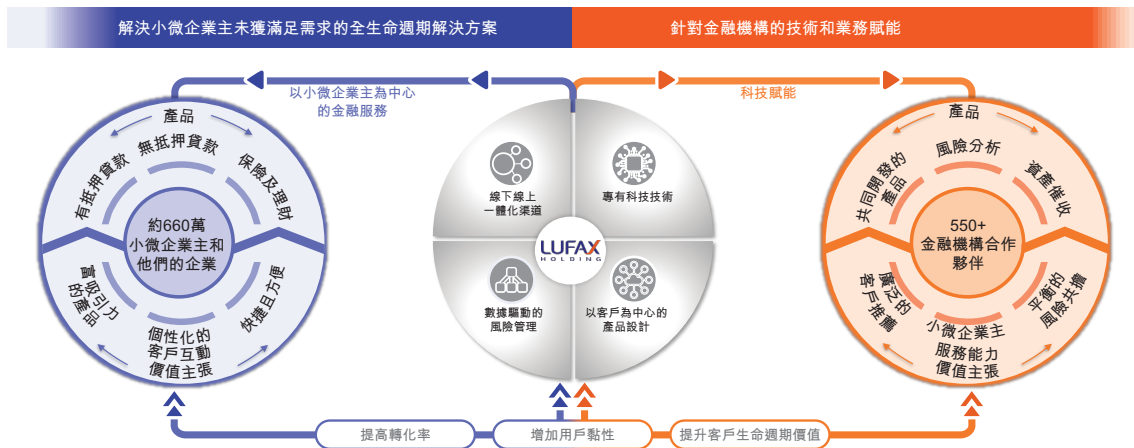 解決小微企業主未獲滿足需求的全生命週期解決方案
針對金融機構的技術和業務賦能
以小微企業主為中心
的金融服務
科技賦能
產品
有抵押貸款
無抵押貸款
保險及理財
約660萬
小微企業主和
他們的企業
富吸引力
的產品
個性化的
客戶互動
價值主張
快捷且方便
線下線上
一體化渠道
專有科技技術
LUFAX
HOLDING
數據驅動的
風險管理
以客戶為中心的
產品設計
產品
共同開發的
產品
風險分析
資產催收
550+
金融機構合作
夥伴
廣泛的
客戶推薦
小微企業主
服務能力
價值主張
平衡的
風險共擔
提高轉化率
增加用戶黏性
提升客戶生命週期價值